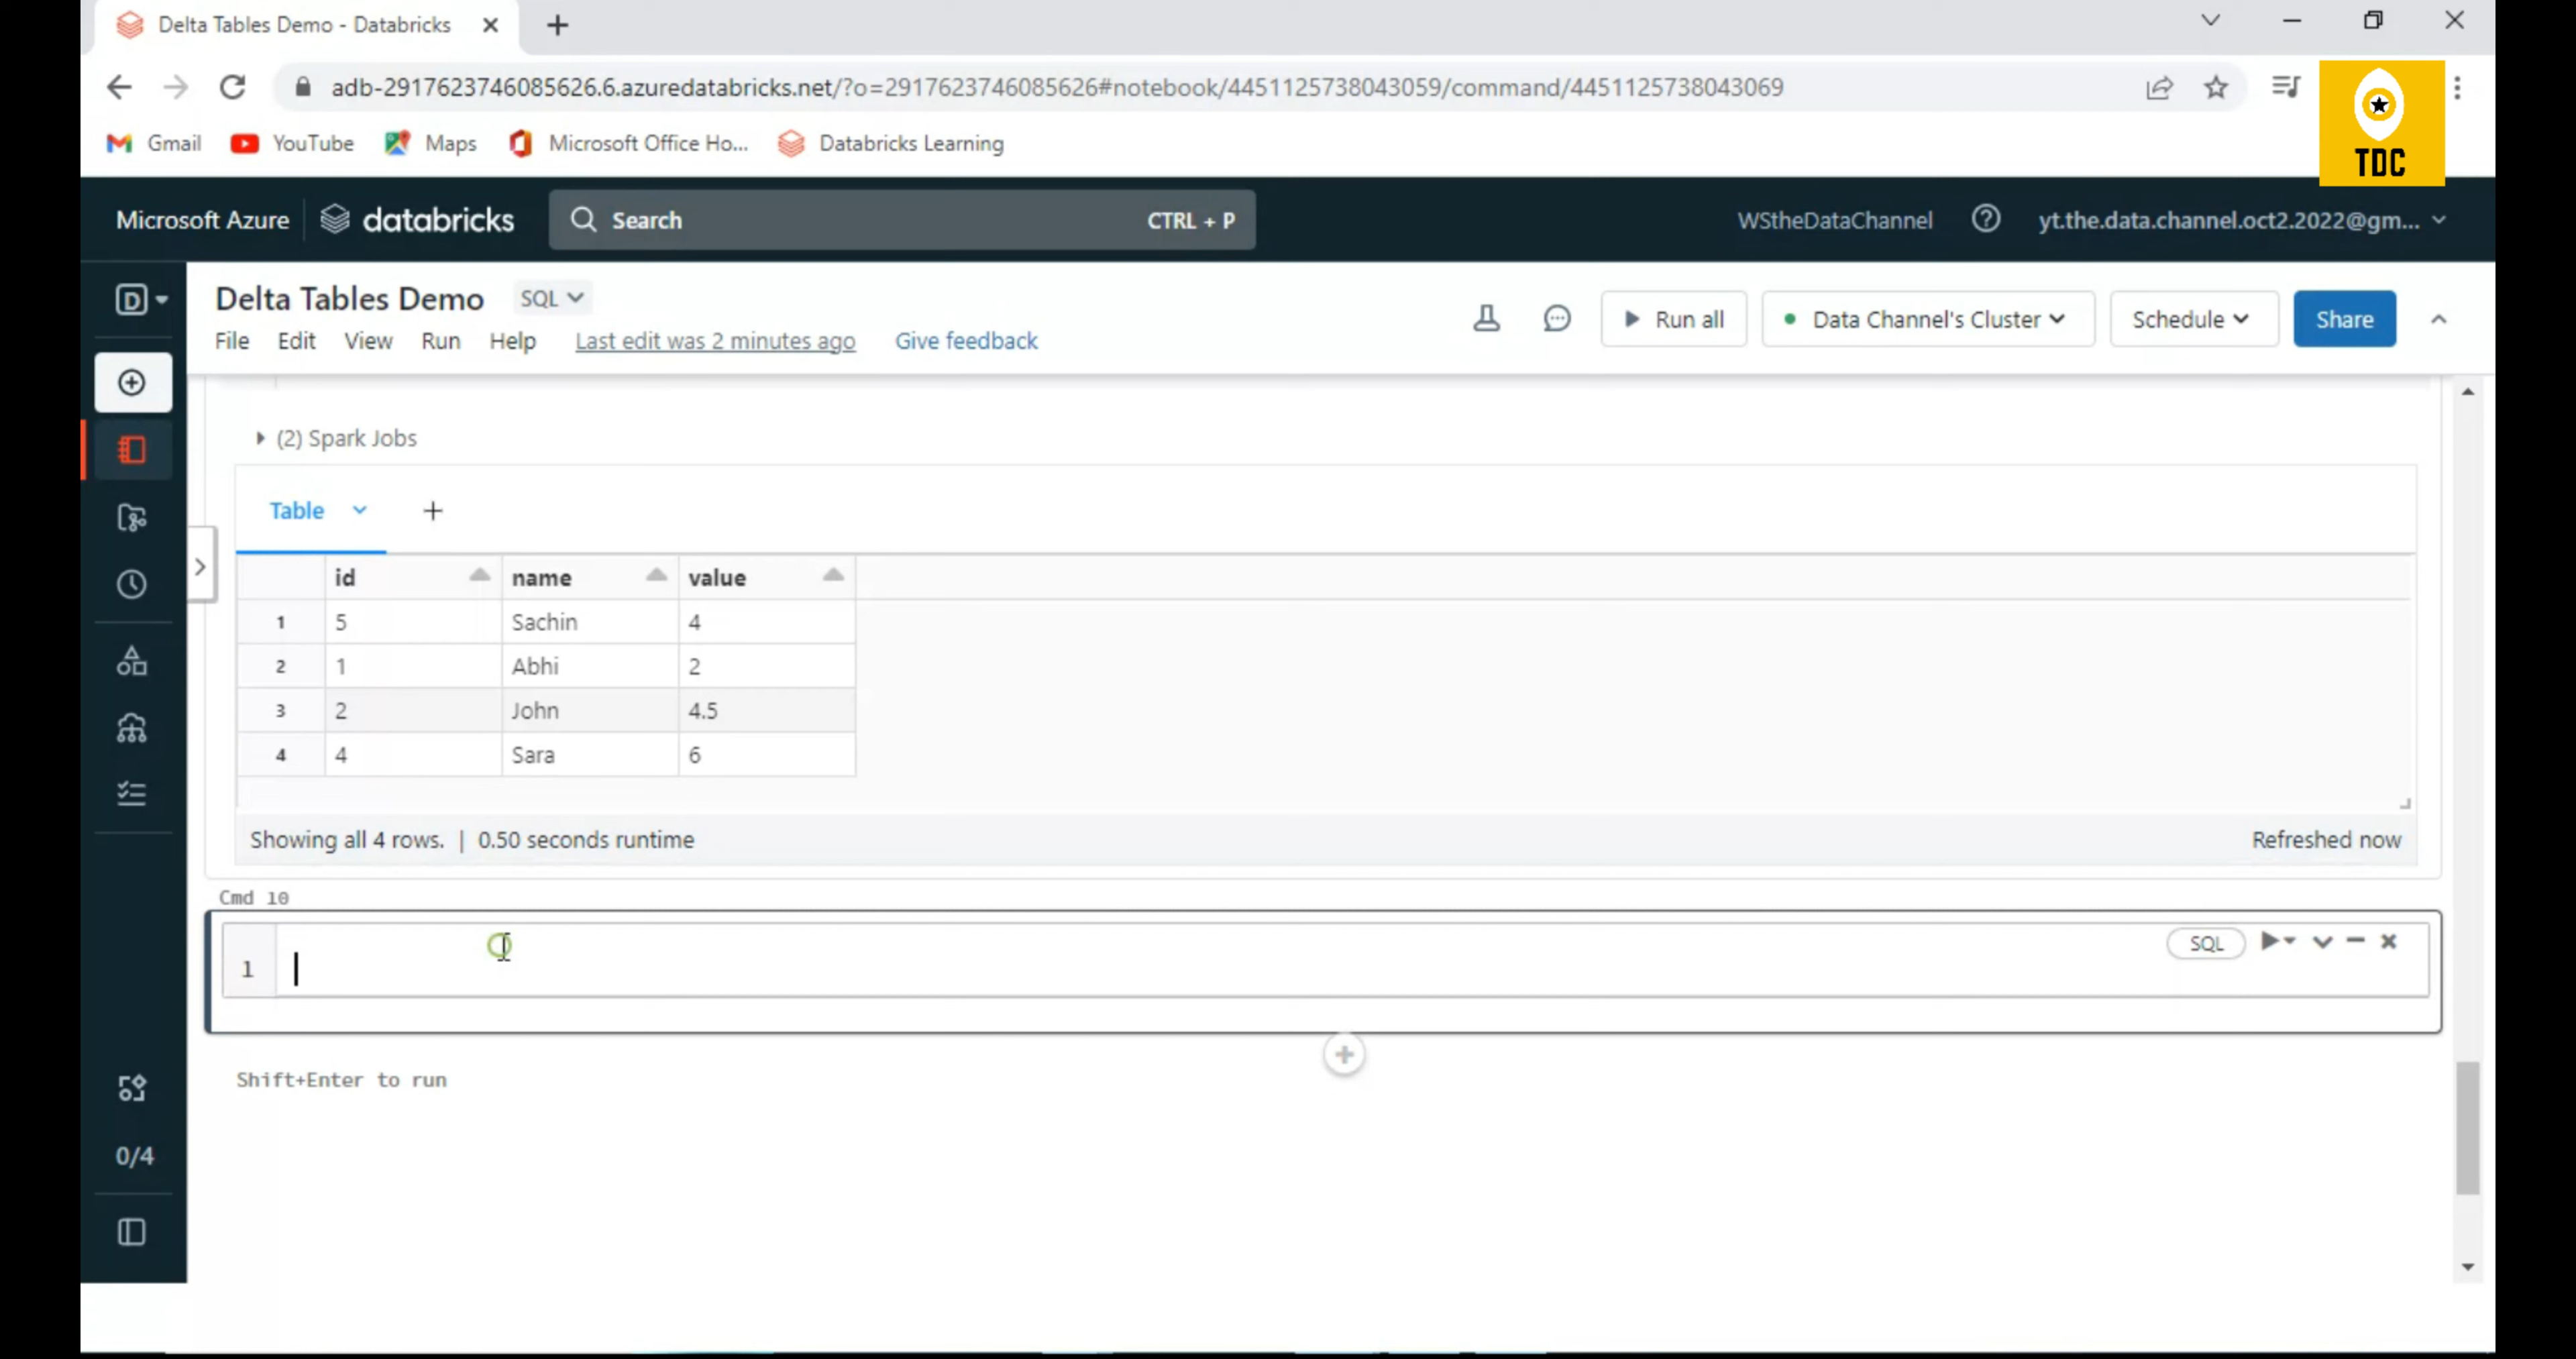 Delta Tables Demo - Databricks
adb-2917623746085626.6.azuredatabricks.net/?o=2917623746085626#notebook/4451125738043059/command/4451125738043069
Gmail YouTube Maps Microsoft Office Ho... Databricks Learning
TDC
Microsoft Azure databricks Search CTRL + P WStheDataChannel yt.the.data.channel.oct2.2022@gm...
D
Delta Tables Demo SQL
File Edit View Run Help Last edit was 2 minutes ago Give feedback
Run all Data Channel's Cluster Schedule Share
(2) Spark Jobs
Table
id name value
1 5 Sachin 4
2 1 Abhi 2
3 2 John 4.5
4 4 Sara 6
Showing all 4 rows. | 0.50 seconds runtime Refreshed now
Cmd 10
1
SQL
Shift+Enter to run
0/4